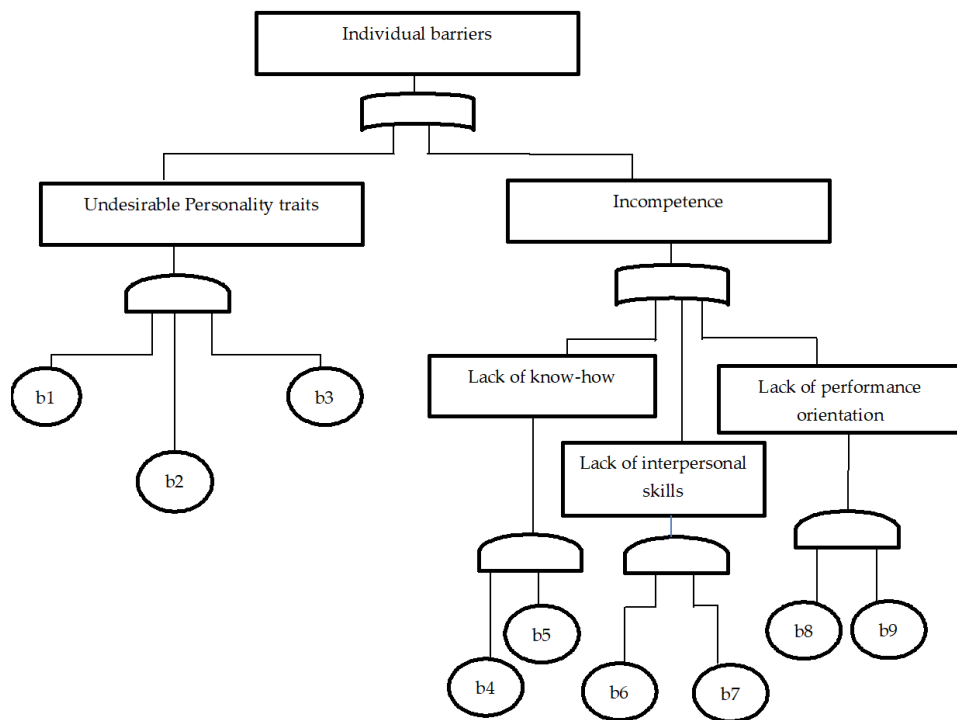 Individual barriers
Undesirable Personality traits
Incompetence
Lack of know-how
Lack of performance
orientation
Lack of interpersonal
skills
b1
b2
b3
b4
b5
b6
b7
b8
b9